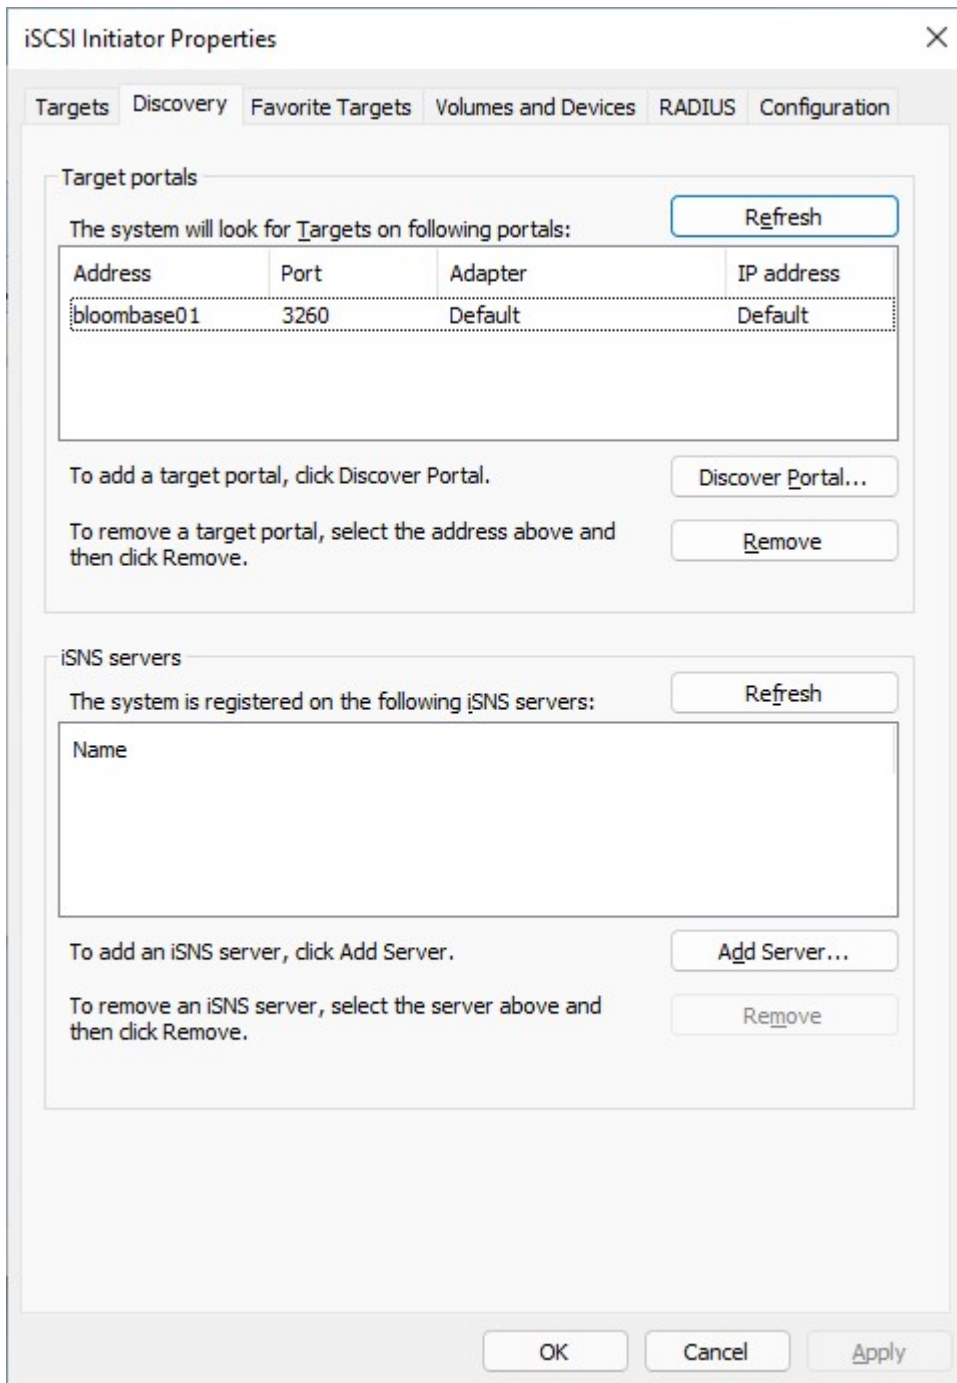 iSCSI Initiator Properties
Targets Discovery Favorite Targets Volumes and Devices RADIUS Configuration
Target portals
Refresh
The system will look for Targets on following portals:
Address Port Adapter IP address
bloombase01 3260 Default Default
To add a target portal, click Discover Portal.
Discover Portal...
To remove a target portal, select the address above and
then click Remove.
Remove
iSNS servers
Refresh
The system is registered on the following iSNS servers:
Name
To add an iSNS server, click Add Server.
Add Server...
To remove an iSNS server, select the server above and
then click Remove.
Remove
OK Cancel Apply